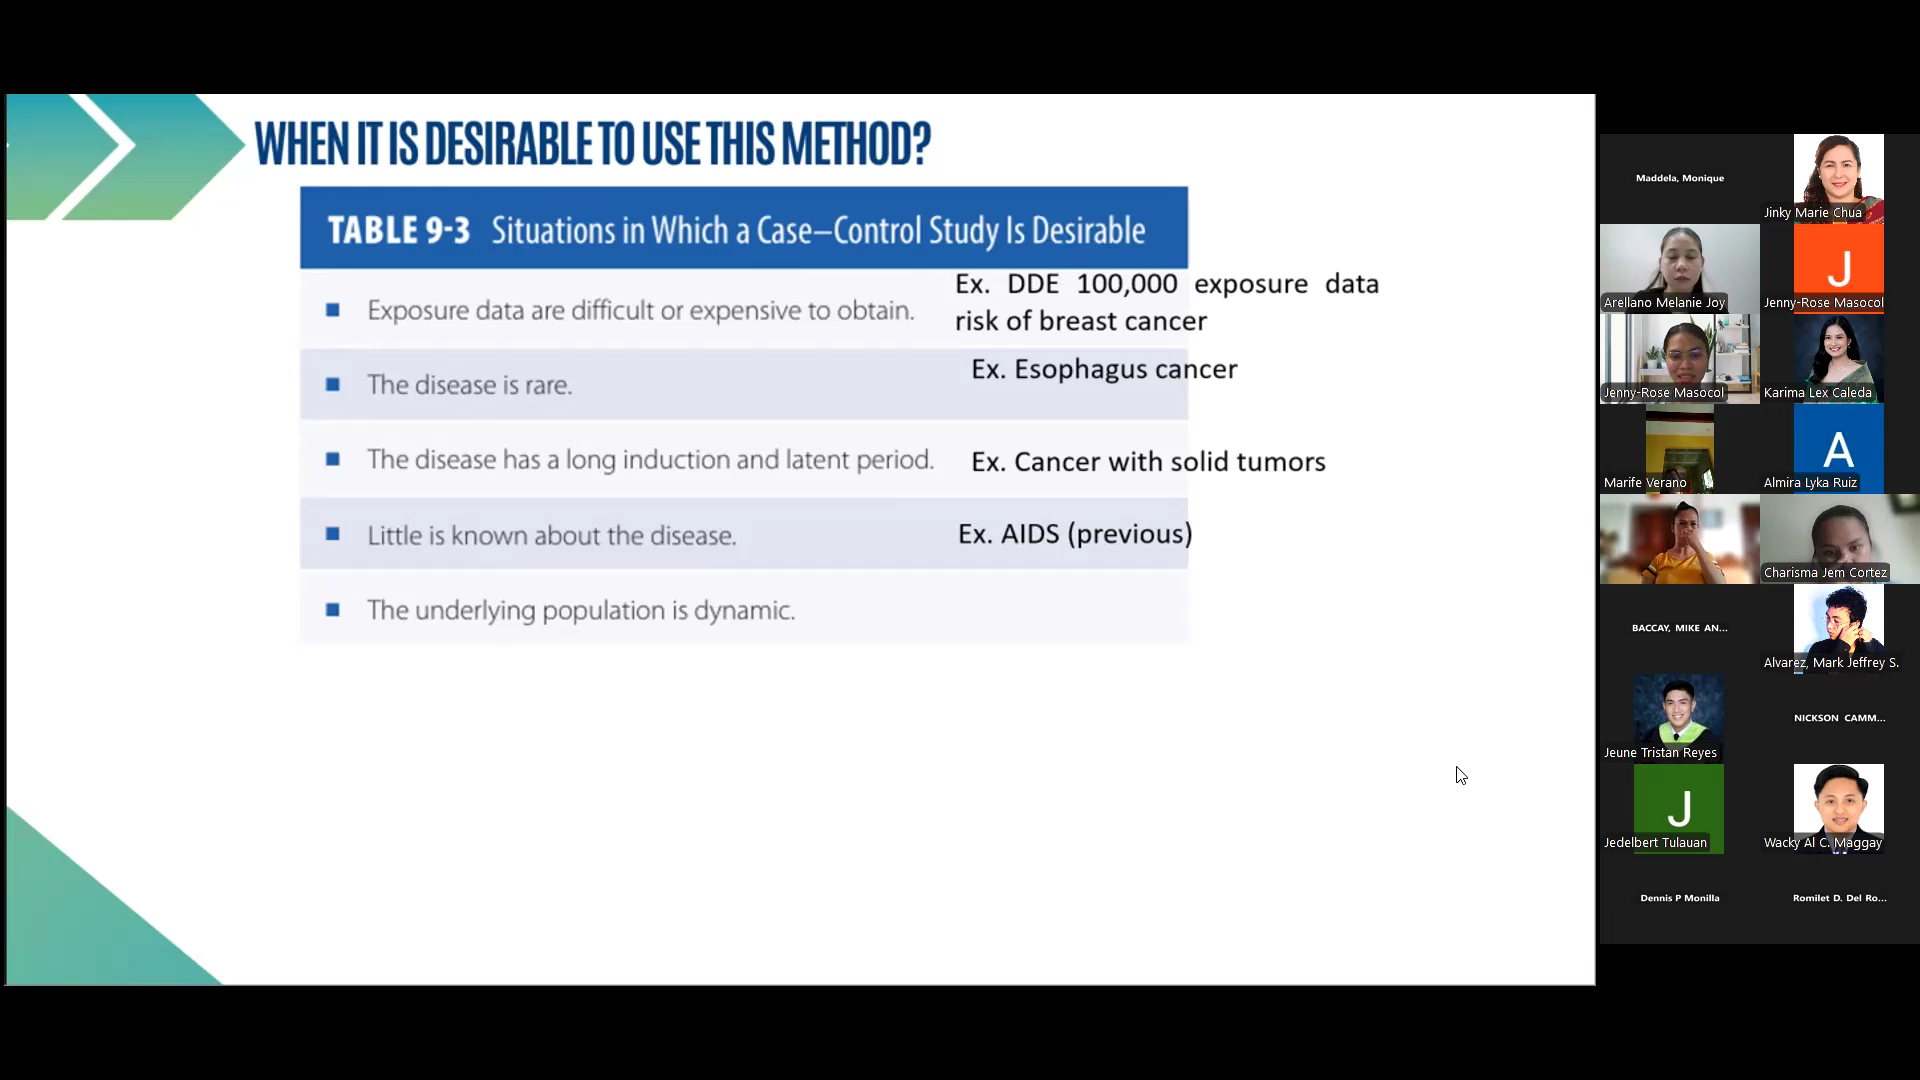 WHEN IT IS DESIRABLE TO USE THIS METHOD?
TABLE 9-3 Situations in Which a Case–Control Study Is Desirable
Exposure data are difficult or expensive to obtain.
Ex. DDE 100,000 exposure data
risk of breast cancer
The disease is rare.
Ex. Esophagus cancer
The disease has a long induction and latent period.
Ex. Cancer with solid tumors
Little is known about the disease.
Ex. AIDS (previous)
The underlying population is dynamic.
Maddela, Monique
Jinky Marie Chua
Arellano Melanie Joy
J
Jenny-Rose Masocol
Jenny-Rose Masocol
Karima Lex Caleda
Marife Verano
A
Almira Lyka Ruiz
Charisma Jem Cortez
BACCAY, MIKE AN...
Alvarez, Mark Jeffrey S.
Jeune Tristan Reyes
NICKSON CAMM...
J
Jedelbert Tulauan
Wacky Al C. Maggay
Dennis P Monilla
Romilet D. Del Ro...